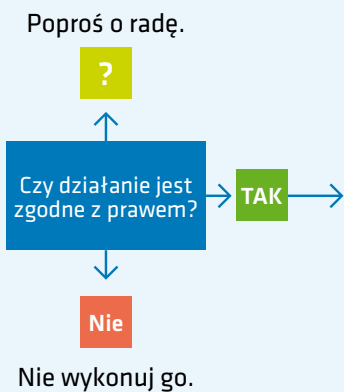 Poproś o radę.
?
Czy działanie jest
zgodne z prawem?
TAK
Nie
Nie wykonuj go.